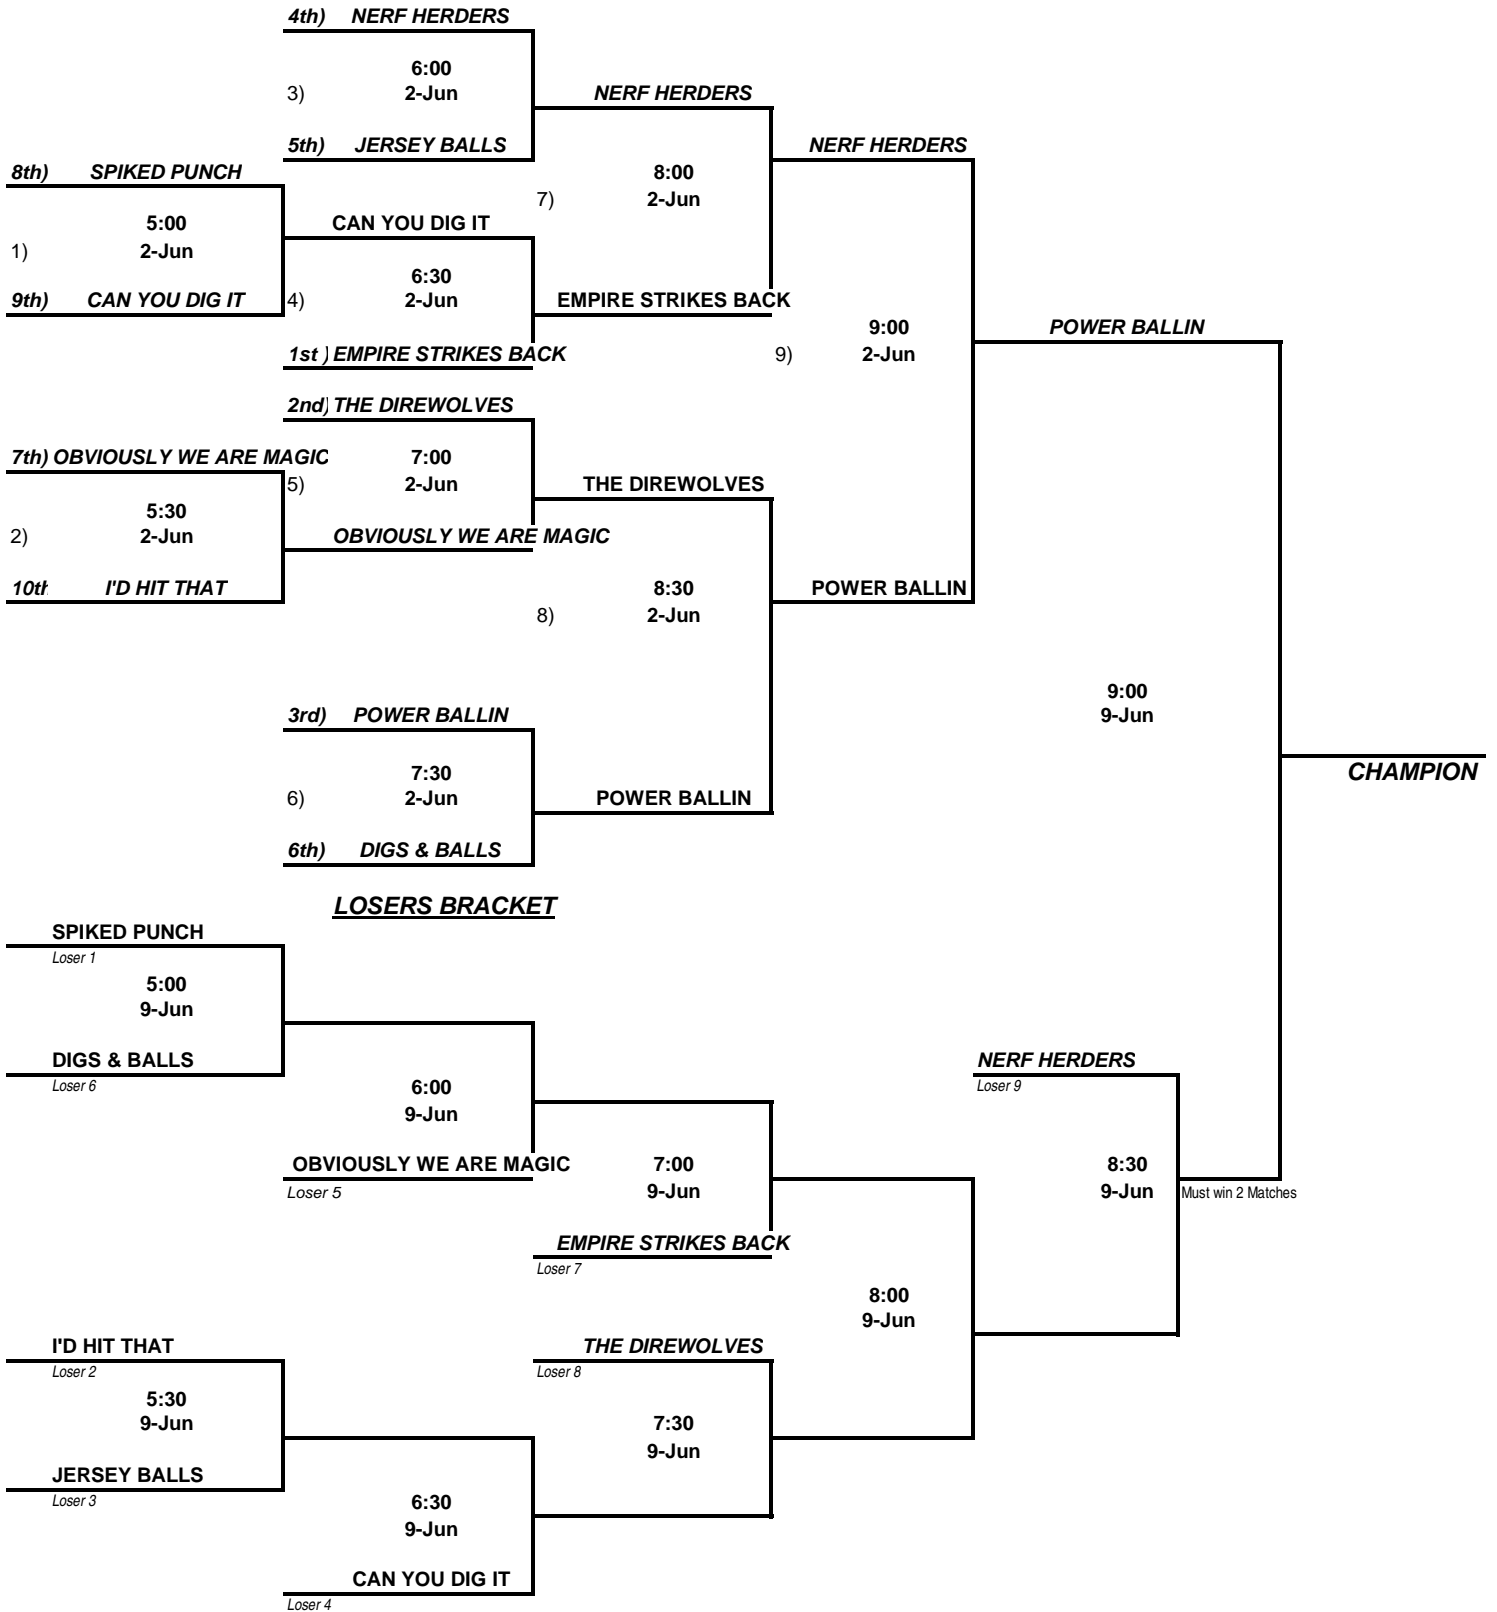 4th) NERF HERDERS
6:00
3) 2-Jun
NERF HERDERS
5th) JERSEY BALLS
NERF HERDERS
8th) SPIKED PUNCH
8:00
7) 2-Jun
5:00
CAN YOU DIG IT
1) 2-Jun
6:30
9th) CAN YOU DIG IT
4) 2-Jun
EMPIRE STRIKES BACK
9:00
POWER BALLIN
1st ) EMPIRE STRIKES BACK
9) 2-Jun
2nd) THE DIREWOLVES
7th) OBVIOUSLY WE ARE MAGIC
7:00
5) 2-Jun
THE DIREWOLVES
5:30
2) 2-Jun
OBVIOUSLY WE ARE MAGIC
10th I'D HIT THAT
8:30
POWER BALLIN
8) 2-Jun
9:00
9-Jun
3rd) POWER BALLIN
7:30
CHAMPION
6) 2-Jun
POWER BALLIN
6th) DIGS & BALLS
LOSERS BRACKET
SPIKED PUNCH
Loser 1
5:00
9-Jun
DIGS & BALLS
Loser 6
NERF HERDERS
Loser 9
6:00
9-Jun
OBVIOUSLY WE ARE MAGIC
Loser 5
7:00
9-Jun
8:30
9-Jun
Must win 2 Matches
EMPIRE STRIKES BACK
Loser 7
8:00
9-Jun
I'D HIT THAT
Loser 2
THE DIREWOLVES
Loser 8
5:30
9-Jun
7:30
9-Jun
JERSEY BALLS
Loser 3
6:30
9-Jun
CAN YOU DIG IT
Loser 4